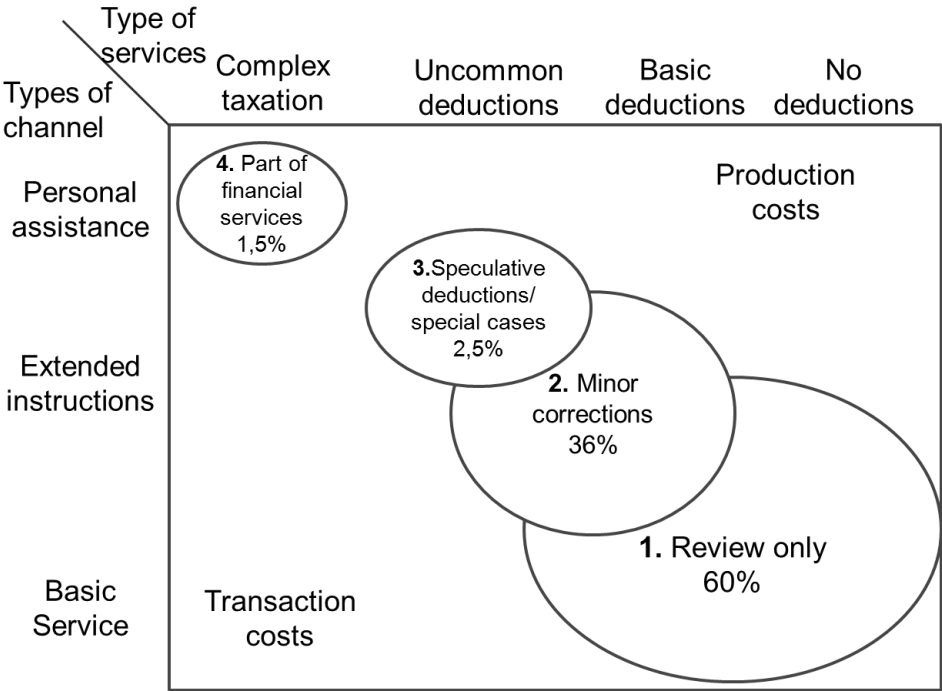 Type of
services
Types of
channel
Complex
taxation
Uncommon
deductions
Basic
deductions
No
deductions
Personal
assistance
4. Part of
financial
services
1,5%
Production
costs
3.Speculative
deductions/
special cases
2,5%
Extended
instructions
2. Minor
corrections
36%
1. Review only
60%
Basic
Service
Transaction
costs